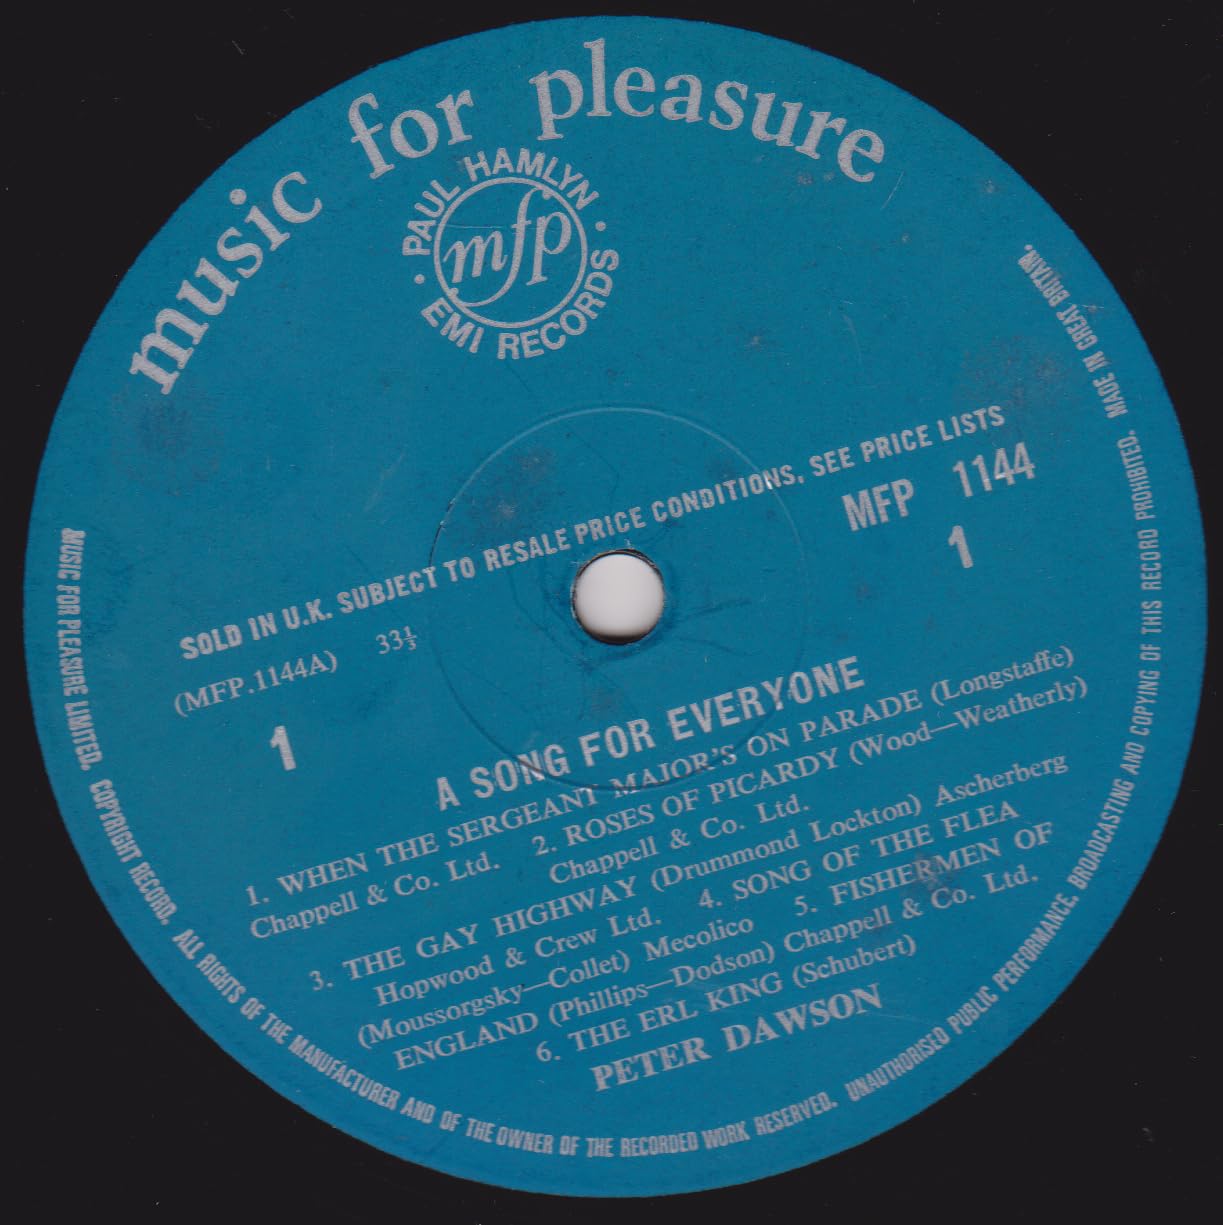 music for pleasure
PAUL HAMLYN
mfp
· EMI RECORDS ·
SOLD IN U.K. SUBJECT TO RESALE PRICE CONDITIONS, SEE PRICE LISTS
(MFP.1144A) 33⅓
MFP 1144
1
1
A SONG FOR EVERYONE
1. WHEN THE SERGEANT MAJOR'S ON PARADE (Longstaffe)
Chappell & Co. Ltd. 2. ROSES OF PICARDY (Wood—Weatherly)
Chappell & Co. Ltd.
3. THE GAY HIGHWAY (Drummond Lockton) Ascherberg
Hopwood & Crew Ltd. 4. SONG OF THE FLEA
(Moussorgsky—Collet) Mecolico 5. FISHERMEN OF
ENGLAND (Phillips—Dodson) Chappell & Co. Ltd.
6. THE ERL KING (Schubert)
PETER DAWSON
MUSIC FOR PLEASURE LIMITED. COPYRIGHT RECORD. ALL RIGHTS OF THE MANUFACTURER AND OF THE OWNER OF THE RECORDED WORK RESERVED. UNAUTHORISED PUBLIC PERFORMANCE, BROADCASTING AND COPYING OF THIS RECORD PROHIBITED. MADE IN GREAT BRITAIN.